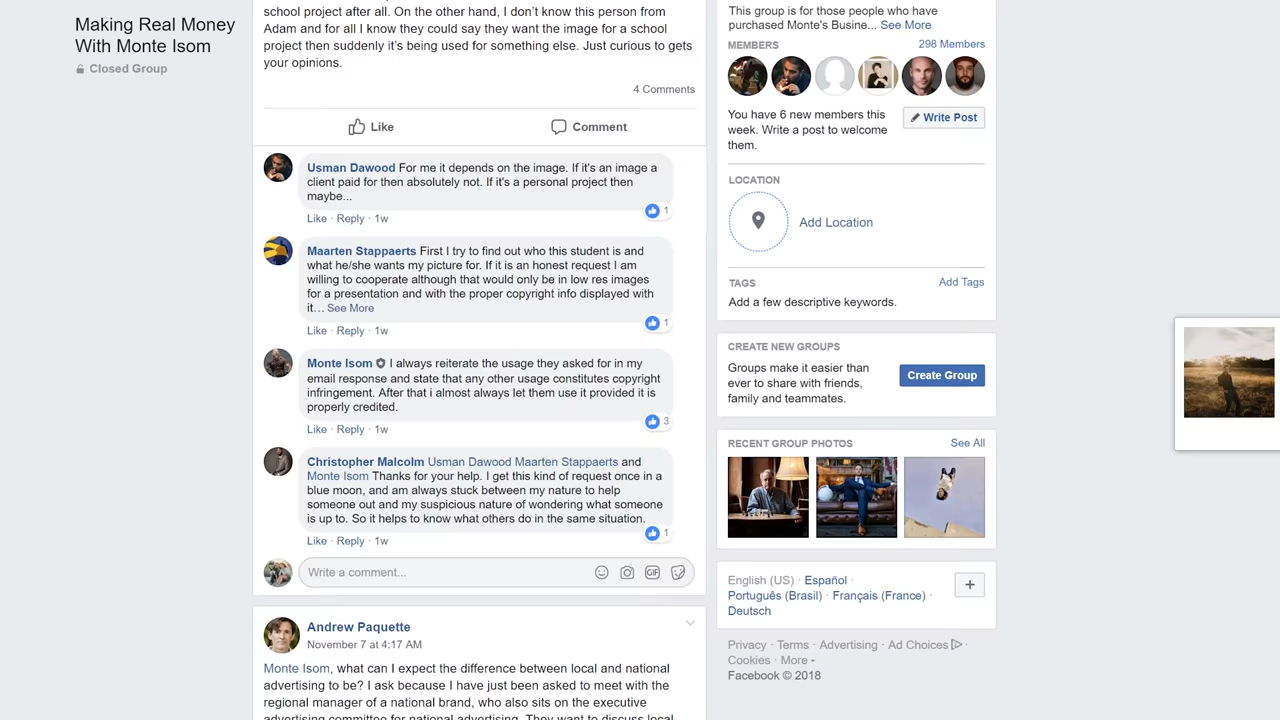 Making Real Money
With Monte Isom
Closed Group
school project after all. On the other hand, I don't know this person from
Adam and for all I know they could say they want the image for a school
project then suddenly it's being used for something else. Just curious to gets
your opinions.
4 Comments
Like
Comment
Usman Dawood For me it depends on the image. If it's an image a
client paid for then absolutely not. If it's a personal project then
maybe...
1
Like · Reply · 1w
Maarten Stappaerts First I try to find out who this student is and
what he/she wants my picture for. If it is an honest request I am
willing to cooperate although that would only be in low res images
for a presentation and with the proper copyright info displayed with
it… See More
1
Like · Reply · 1w
Monte Isom I always reiterate the usage they asked for in my
email response and state that any other usage constitutes copyright
infringement. After that i almost always let them use it provided it is
properly credited.
3
Like · Reply · 1w
Christopher Malcolm Usman Dawood Maarten Stappaerts and
Monte Isom Thanks for your help. I get this kind of request once in a
blue moon, and am always stuck between my nature to help
someone out and my suspicious nature of wondering what someone
is up to. So it helps to know what others do in the same situation.
1
Like · Reply · 1w
Write a comment...
GIF
Andrew Paquette
November 7 at 4:17 AM
Monte Isom, what can I expect the difference between local and national
advertising to be? I ask because I have just been asked to meet with the
regional manager of a national brand, who also sits on the executive
advertising committee for national advertising. They want to discuss local
This group is for those people who have
purchased Monte's Busine... See More
MEMBERS
298 Members
You have 6 new members this
week. Write a post to welcome
them.
Write Post
LOCATION
Add Location
TAGS
Add Tags
Add a few descriptive keywords.
CREATE NEW GROUPS
Groups make it easier than
ever to share with friends,
family and teammates.
Create Group
RECENT GROUP PHOTOS
See All
English (US) · Español ·
Português (Brasil) · Français (France) ·
Deutsch
Privacy · Terms · Advertising · Ad Choices ·
Cookies · More
Facebook © 2018